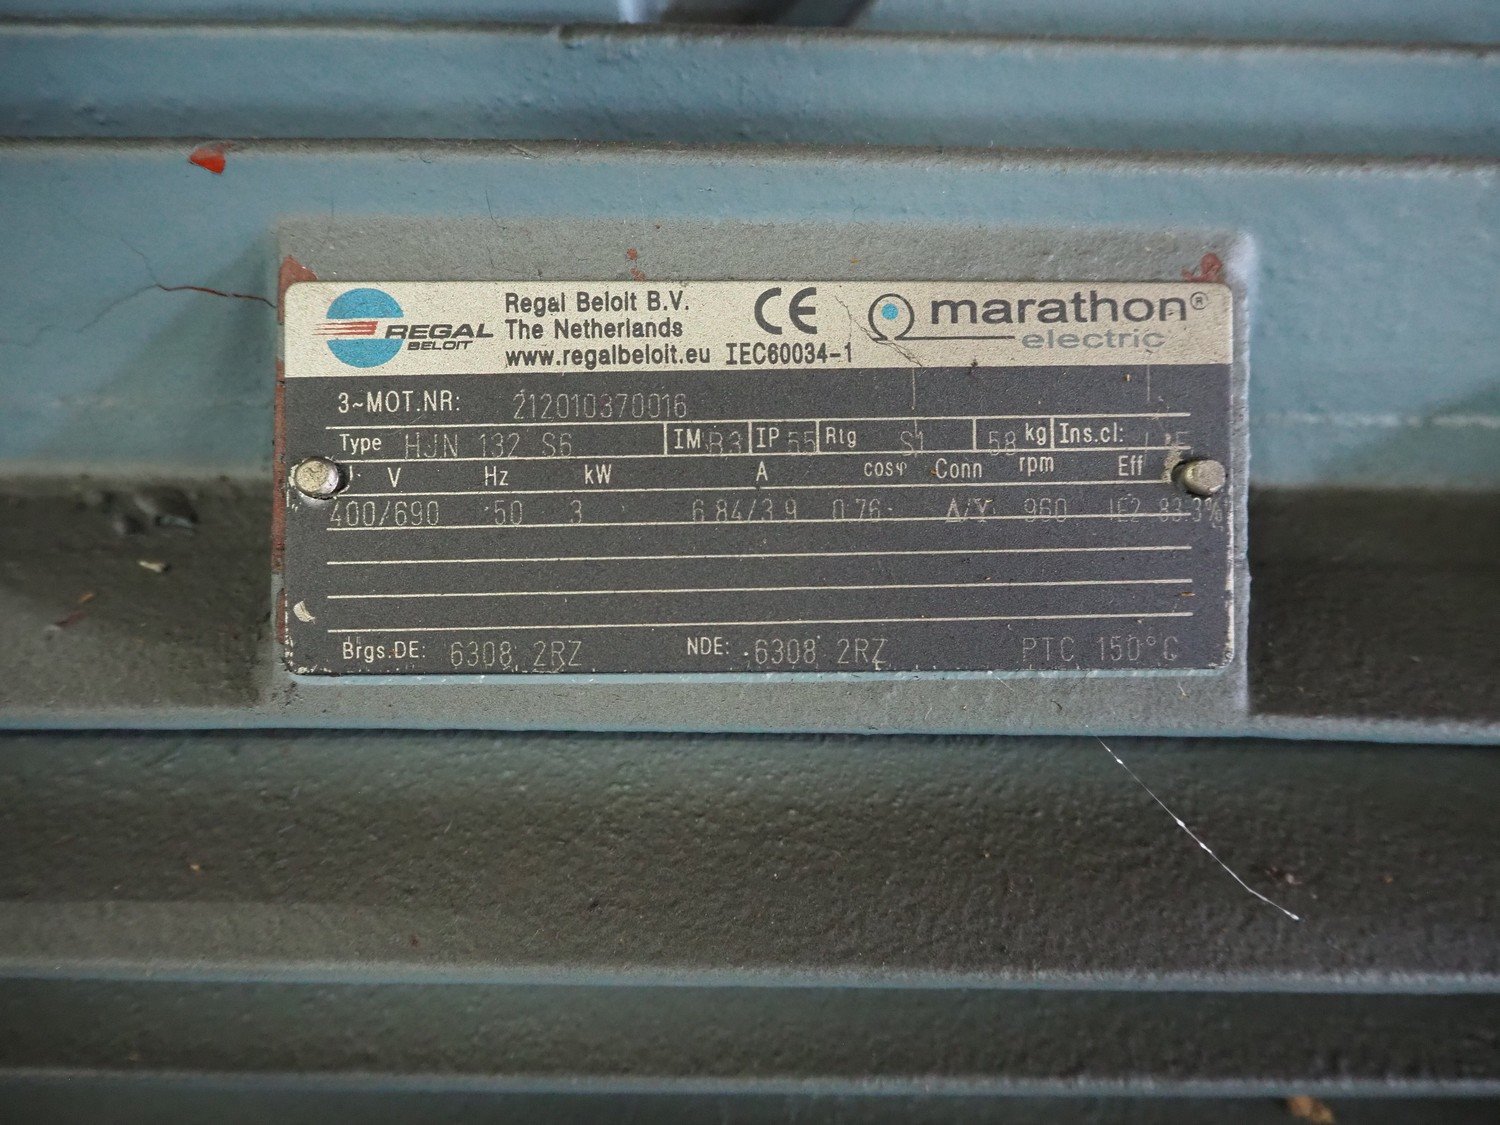 REGAL BELOIT
Regal Beloit B.V.
The Netherlands
www.regalbeloit.eu IEC60034-1
CE
marathon®
electric
3~MOT.NR: 212010370016
Type HJN 132 S6 IM B3 IP 55 Rtg S1 58 kg Ins.cl: F
V Hz kW A cosφ Conn rpm Eff
400/690 50 3 6.84/3.9 0.76 Δ/Y 960 IE2 83.3%
Brgs.DE: 6308 2RZ NDE: 6308 2RZ PTC 150°C